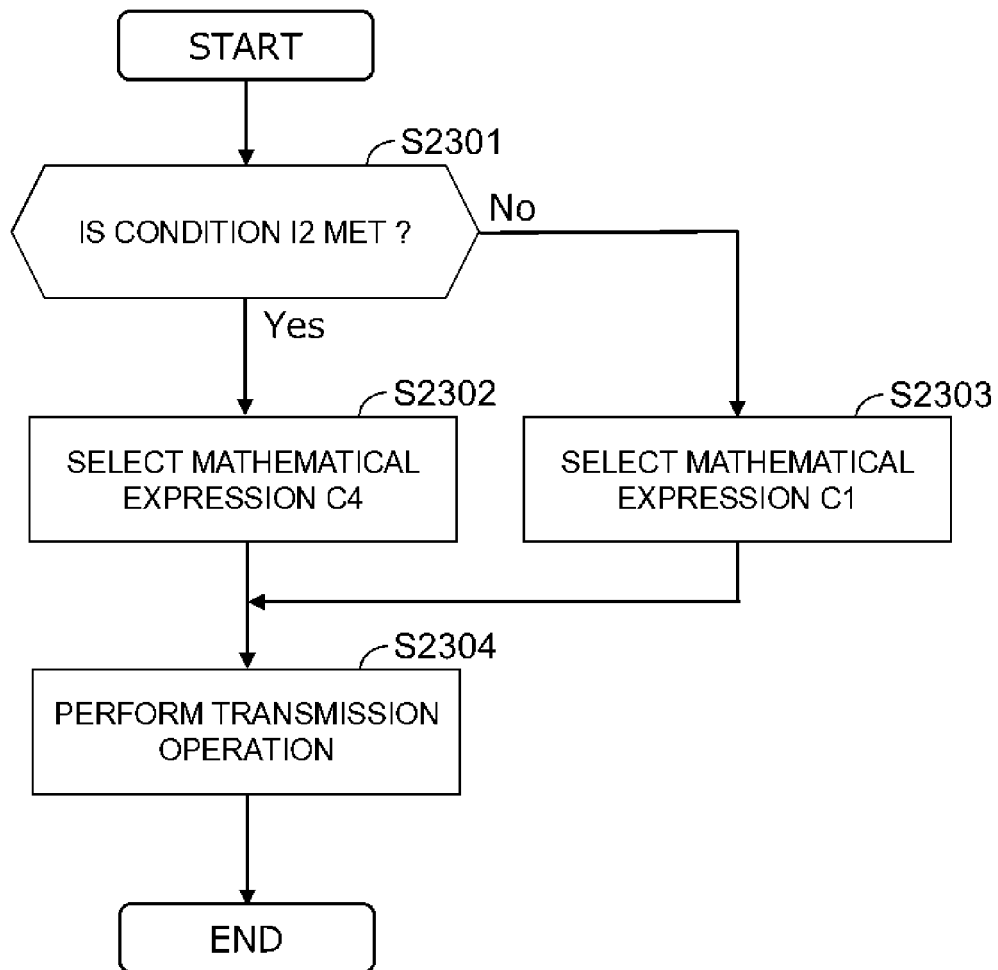 START
S2301
IS CONDITION I2 MET ?
No
Yes
S2302
SELECT MATHEMATICAL
EXPRESSION C4
S2303
SELECT MATHEMATICAL
EXPRESSION C1
S2304
PERFORM TRANSMISSION
OPERATION
END